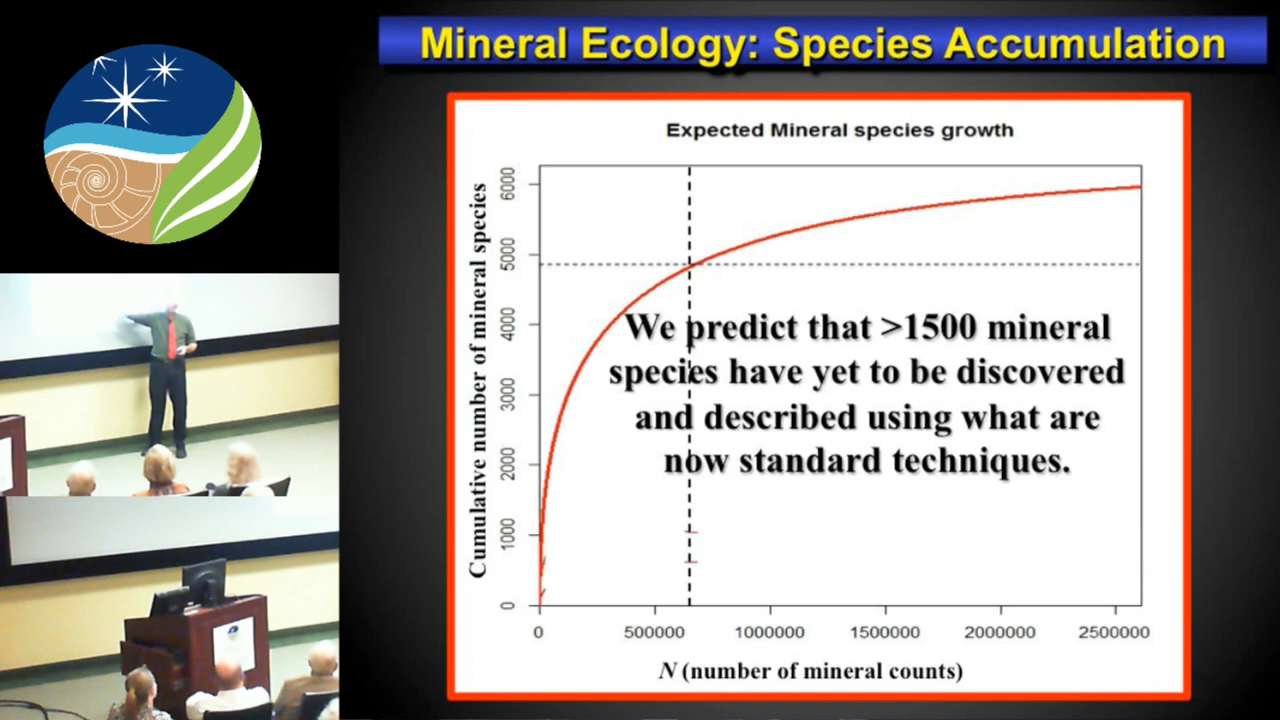 Mineral Ecology: Species Accumulation
Expected Mineral species growth
Cumulative number of mineral species
6000
5000
4000
3000
2000
1000
0
We predict that >1500 mineral
species have yet to be discovered
and described using what are
now standard techniques.
0 500000 1000000 1500000 2000000 2500000
N (number of mineral counts)